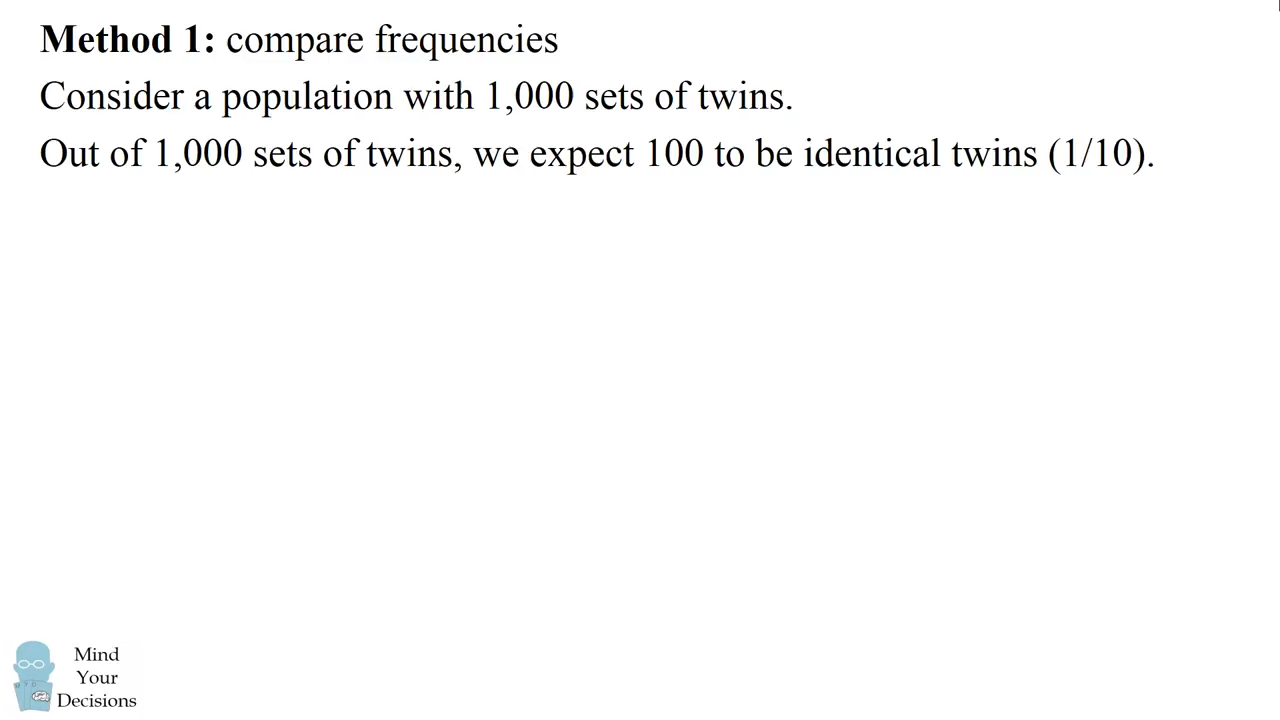 Method 1: compare frequencies
Consider a population with 1,000 sets of twins.
Out of 1,000 sets of twins, we expect 100 to be identical twins (1/10).
Mind
Your
Decisions